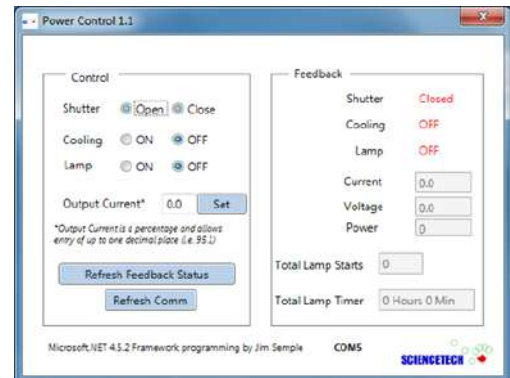 Power Control 1.1
Control
Shutter Open Close
Cooling ON OFF
Lamp ON OFF
Output Current* 0.0 Set
*Output Current is a percentage and allows
entry of up to one decimal place (i.e. 95.1)
Refresh Feedback Status
Refresh Comm
Feedback
Shutter Closed
Cooling OFF
Lamp OFF
Current 0.0
Voltage 0.0
Power 0
Total Lamp Starts 0
Total Lamp Timer 0 Hours 0 Min
Microsoft.NET 4.5.2 Framework programming by Jim Semple COM5
SCIENCETECH